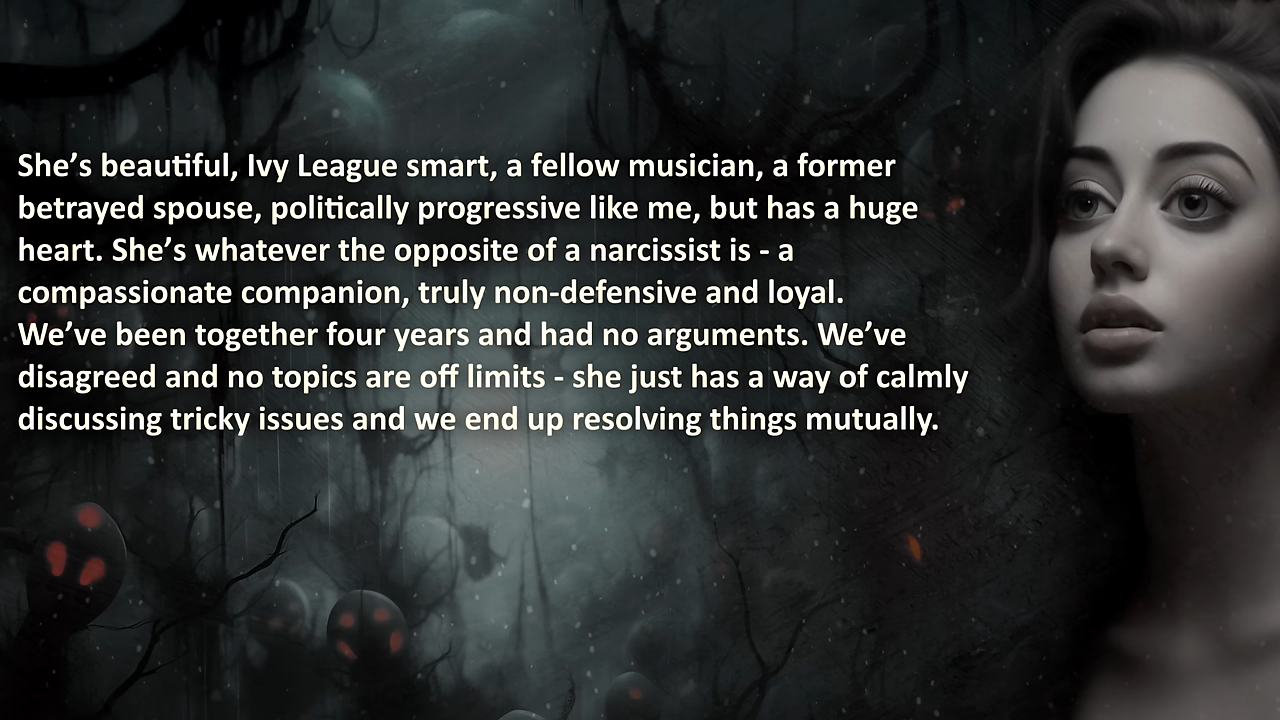 She’s beautiful, Ivy League smart, a fellow musician, a former
betrayed spouse, politically progressive like me, but has a huge
heart. She’s whatever the opposite of a narcissist is - a
compassionate companion, truly non-defensive and loyal.
We’ve been together four years and had no arguments. We’ve
disagreed and no topics are off limits - she just has a way of calmly
discussing tricky issues and we end up resolving things mutually.